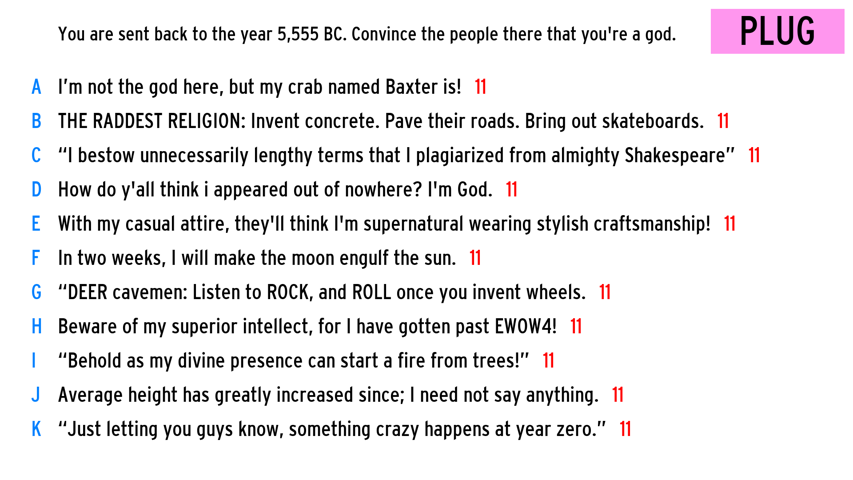 You are sent back to the year 5,555 BC. Convince the people there that you're a god.
PLUG
A I’m not the god here, but my crab named Baxter is! 11
B THE RADDEST RELIGION: Invent concrete. Pave their roads. Bring out skateboards. 11
C “I bestow unnecessarily lengthy terms that I plagiarized from almighty Shakespeare” 11
D How do y'all think i appeared out of nowhere? I'm God. 11
E With my casual attire, they'll think I'm supernatural wearing stylish craftsmanship! 11
F In two weeks, I will make the moon engulf the sun. 11
G “DEER cavemen: Listen to ROCK, and ROLL once you invent wheels. 11
H Beware of my superior intellect, for I have gotten past EWOW4! 11
I “Behold as my divine presence can start a fire from trees!” 11
J Average height has greatly increased since; I need not say anything. 11
K “Just letting you guys know, something crazy happens at year zero.” 11